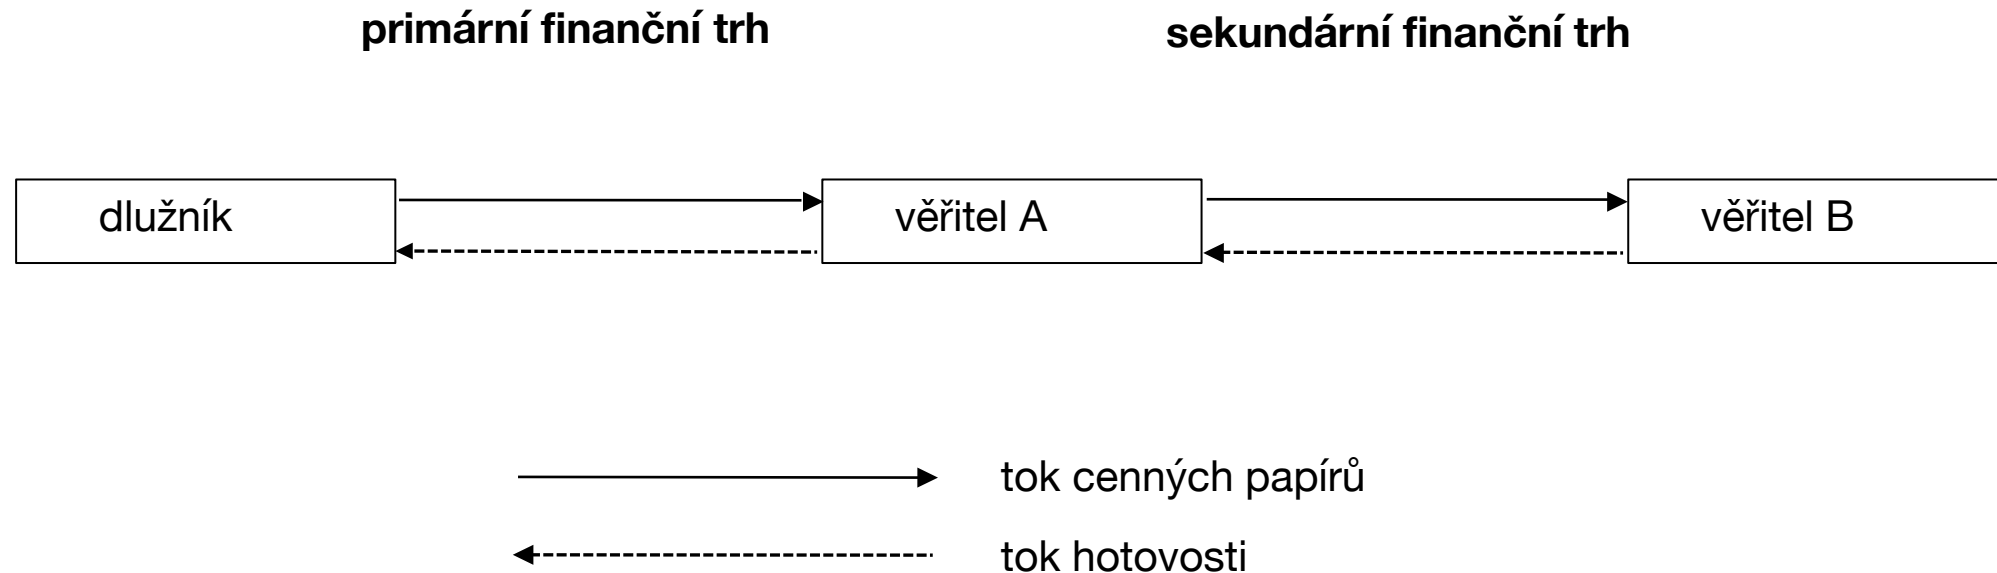 primární finanční trh
sekundární finanční trh
dlužník
věřitel A
věřitel B
tok cenných papírů
tok hotovosti